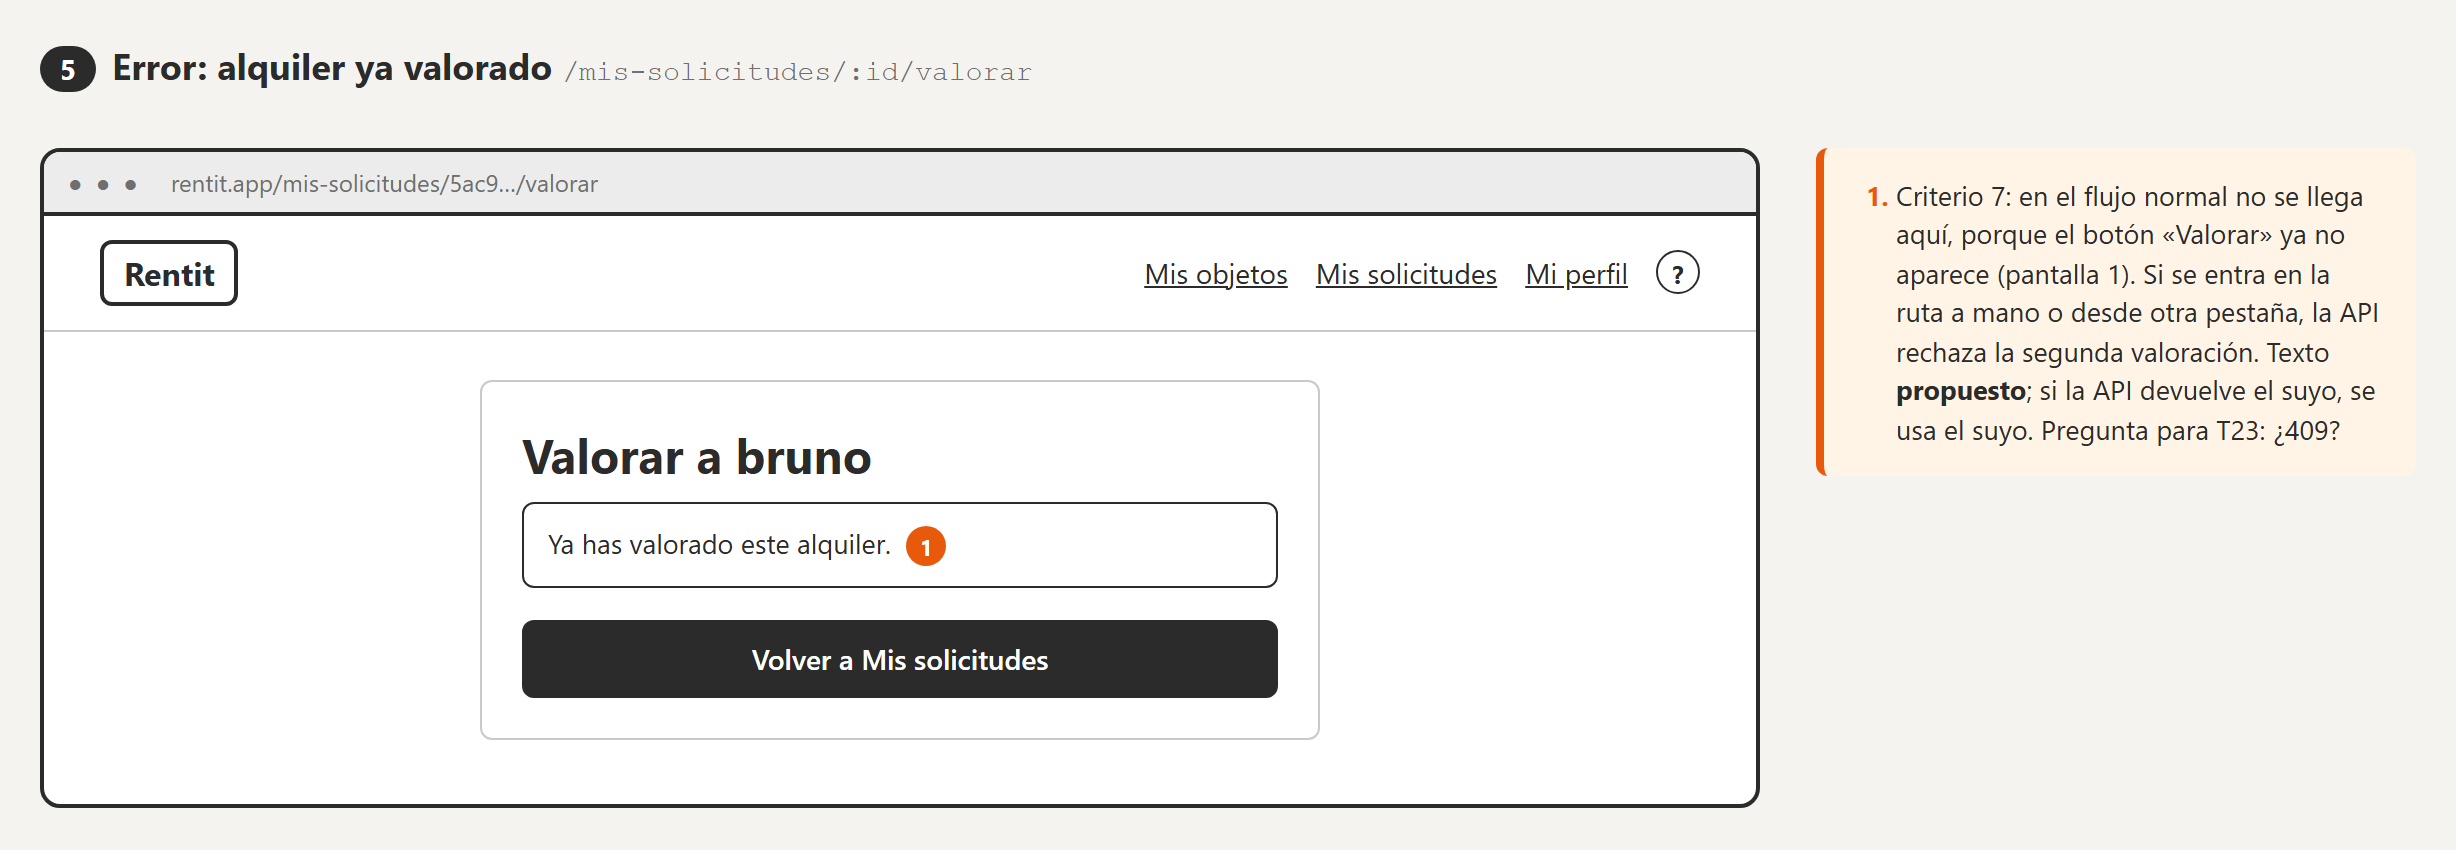 5 Error: alquiler ya valorado /mis-solicitudes/:id/valorar
rentit.app/mis-solicitudes/5ac9.../valorar
Rentit
Mis objetos Mis solicitudes Mi perfil ?
Valorar a bruno
Ya has valorado este alquiler. 1
Volver a Mis solicitudes
1. Criterio 7: en el flujo normal no se llega
aquí, porque el botón «Valorar» ya no
aparece (pantalla 1). Si se entra en la
ruta a mano o desde otra pestaña, la API
rechaza la segunda valoración. Texto
propuesto; si la API devuelve el suyo, se
usa el suyo. Pregunta para T23: ¿409?